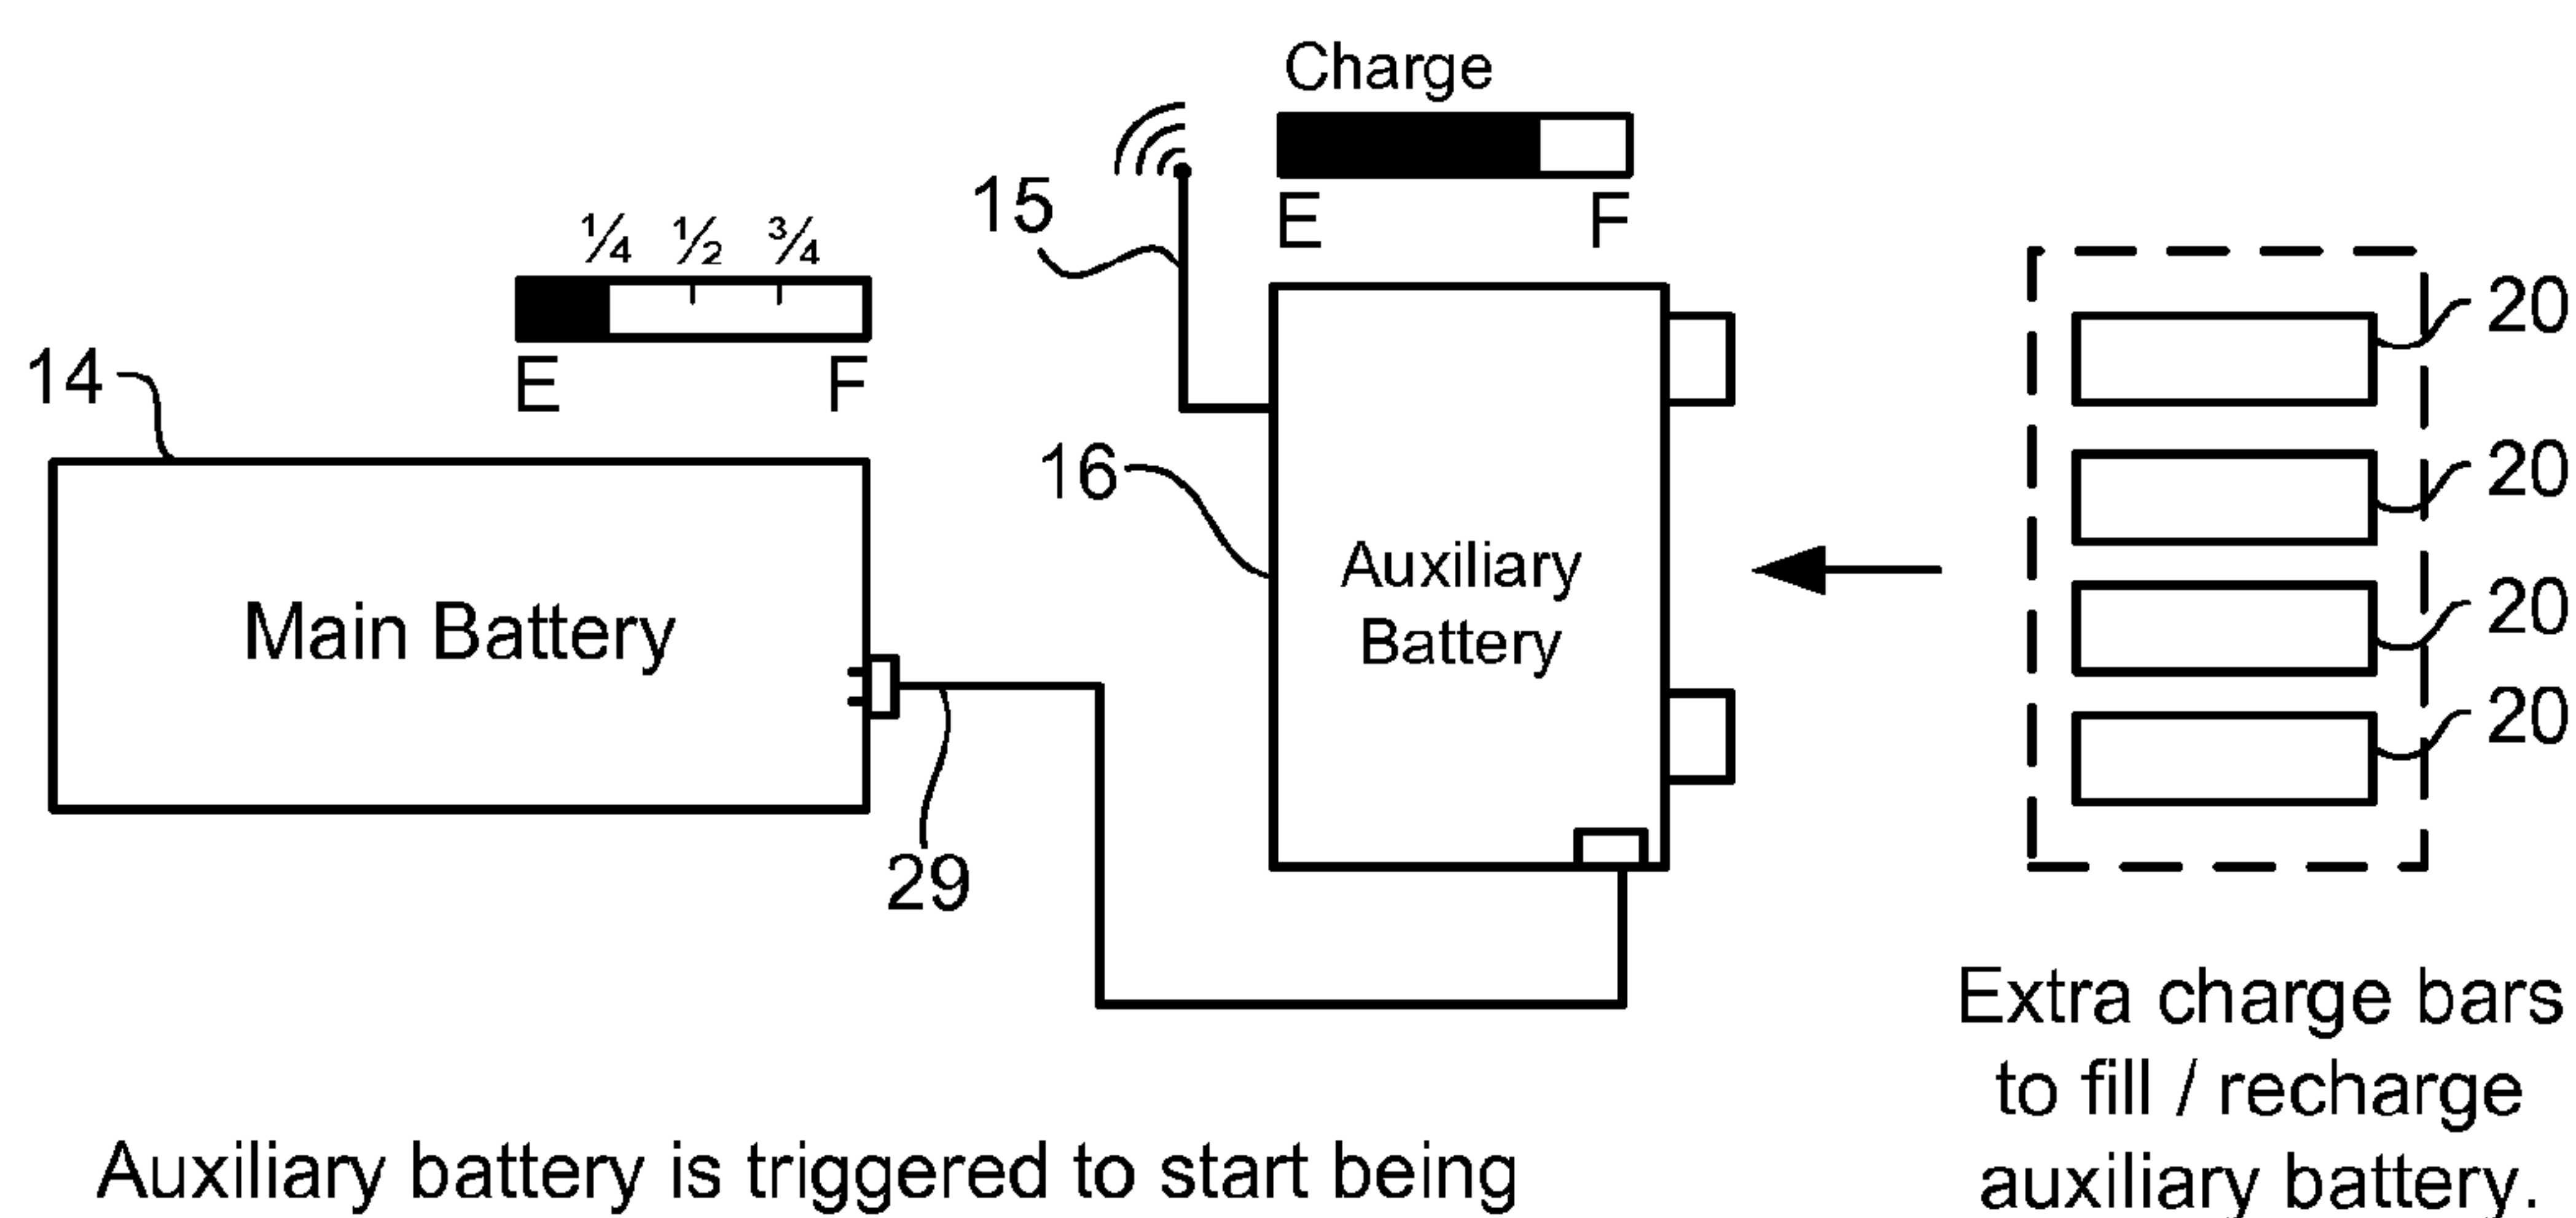 Charge
E F
15
¼ ½ ¾
E F
14
16
Main Battery
Auxiliary
Battery
29
20
20
20
20
Extra charge bars
to fill / recharge
auxiliary battery.
Auxiliary battery is triggered to start being